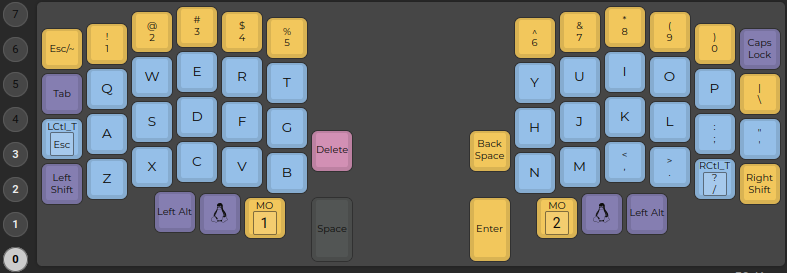 7
6
5
4
3
2
1
0
Esc/~
!
1
@
2
#
3
$
4
%
5
^
6
&
7
*
8
(
9
)
0
Caps
Lock
Tab
Q
W
E
R
T
Y
U
I
O
P
|
\
LCtl_T
Esc
A
S
D
F
G
Delete
Back
Space
H
J
K
L
:
;
"
'
Left
Shift
Z
X
C
V
B
N
M
<
,
>
.
RCtl_T
?
/
Right
Shift
Left Alt
MO
1
Space
Enter
MO
2
Left Alt